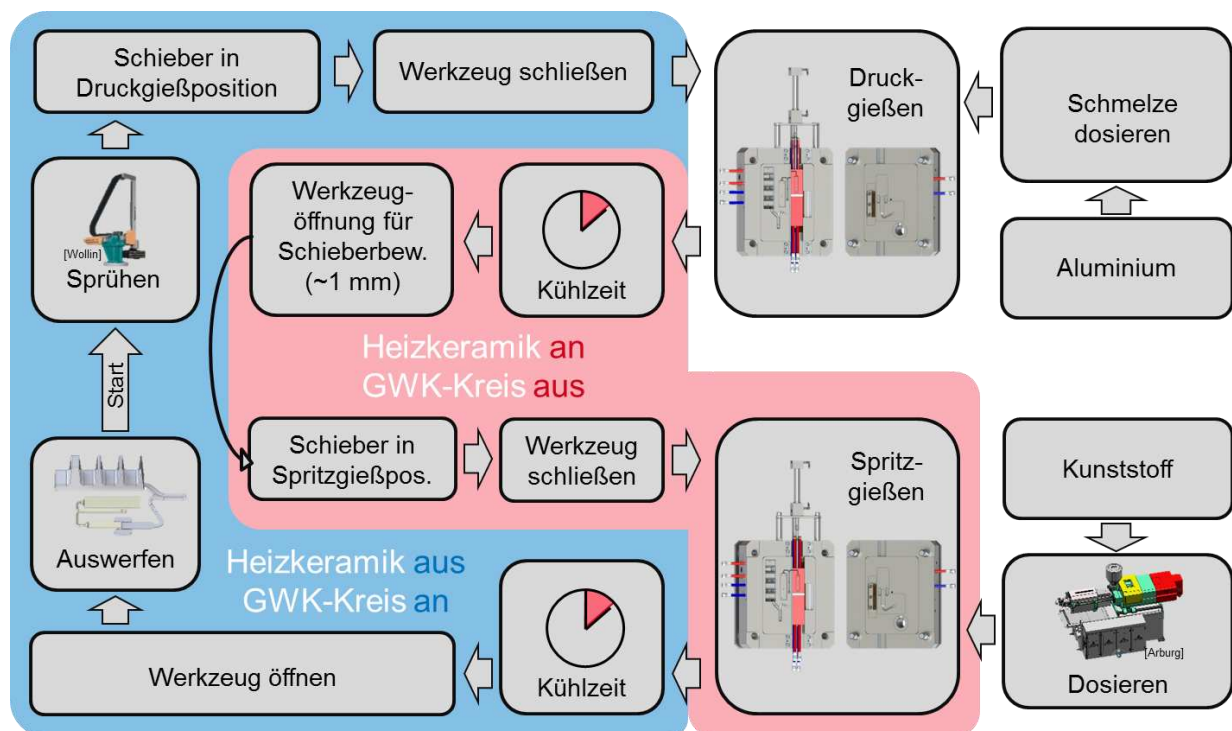 Schieber in
Druckgießposition
Werkzeug schließen
Druck-
gießen
Schmelze
dosieren
Aluminium
[Wollin]
Sprühen
Werkzeug-
öffnung für
Schieberbew.
(~1 mm)
Kühlzeit
Heizkeramik an
GWK-Kreis aus
Start
Schieber in
Spritzgießpos.
Werkzeug
schließen
Spritz-
gießen
Kunststoff
Auswerfen
Heizkeramik aus
GWK-Kreis an
Werkzeug öffnen
Kühlzeit
[Arburg]
Dosieren